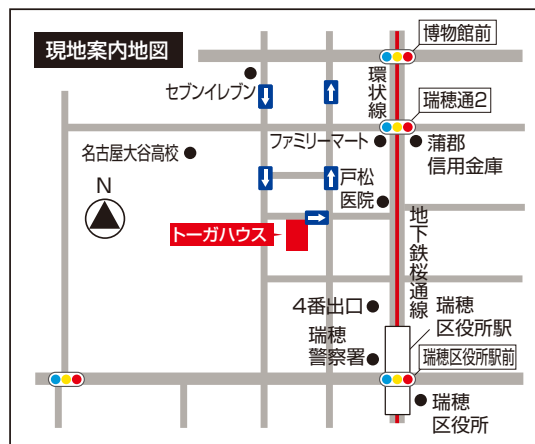 現地案内地図
博物館前
環状線
セブンイレブン
瑞穂通2
ファミリーマート
蒲郡
信用金庫
名古屋大谷高校
戸松
医院
N
トーガハウス
地下鉄桜通線
4番出口
瑞穂
区役所駅
瑞穂
警察署
瑞穂区役所駅前
瑞穂
区役所